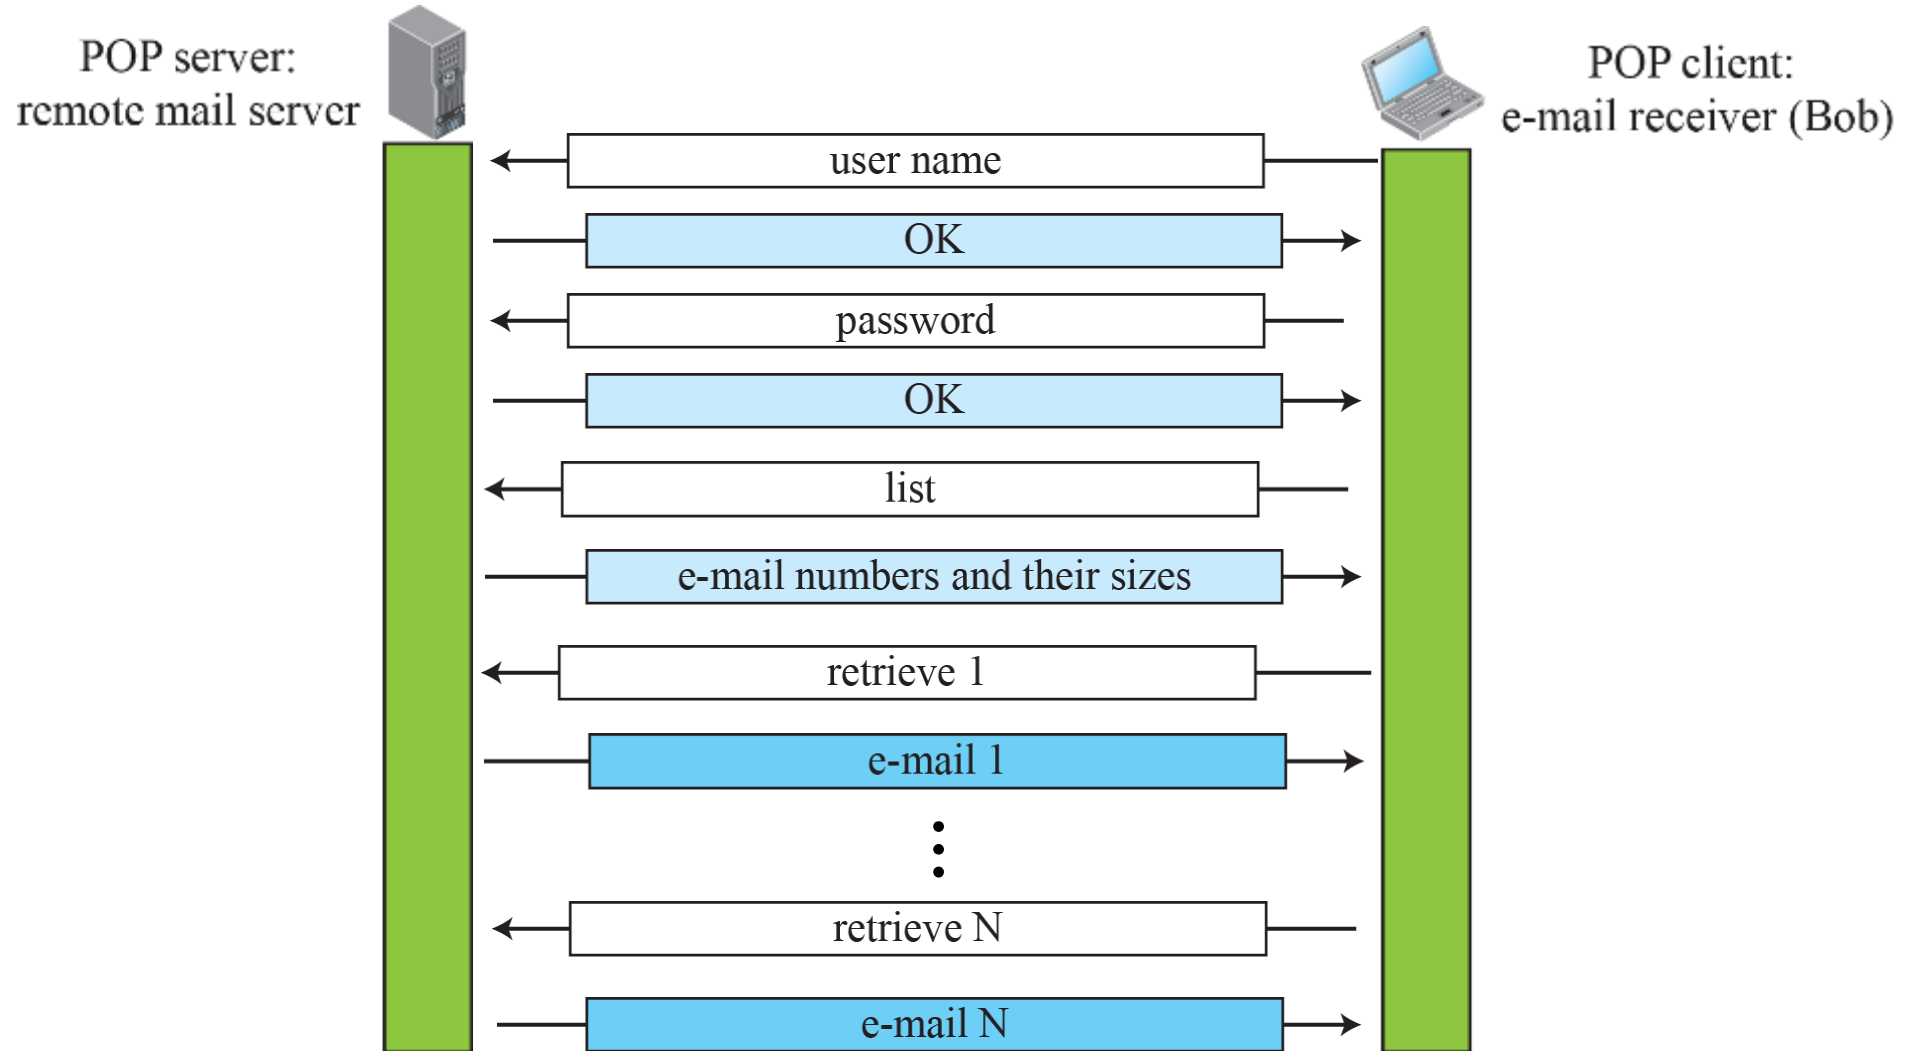 POP server:
remote mail server
POP client:
e-mail receiver (Bob)
user name
OK
password
OK
list
e-mail numbers and their sizes
retrieve 1
e-mail 1
retrieve N
e-mail N